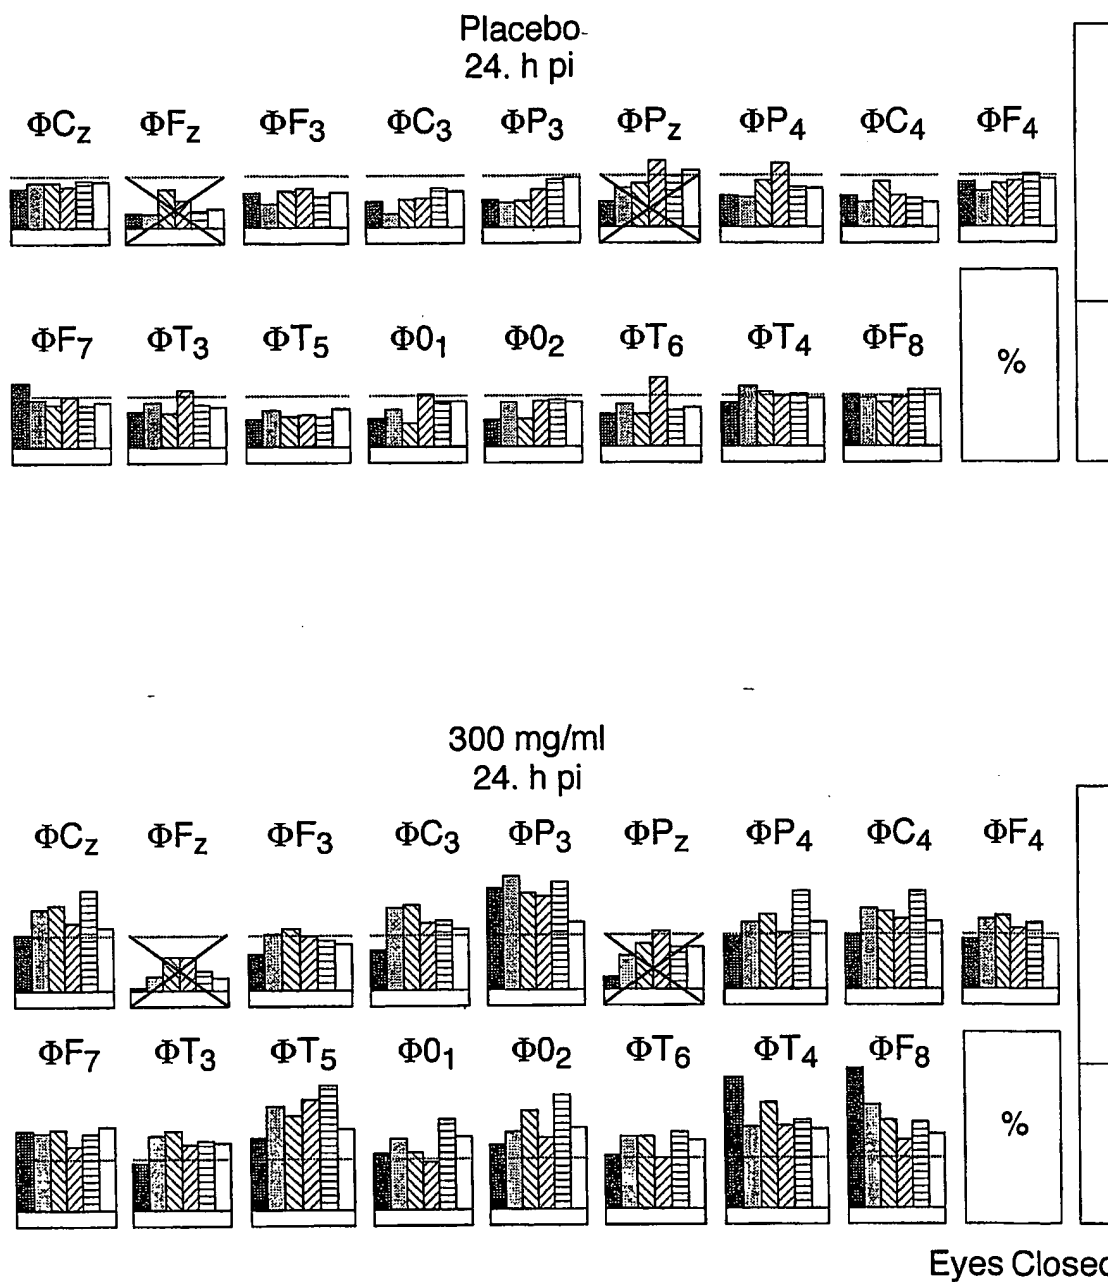 Placebo
24. h pi
ΦCz ΦFz ΦF3 ΦC3 ΦP3 ΦPz ΦP4 ΦC4 ΦF4
ΦF7 ΦT3 ΦT5 Φ01 Φ02 ΦT6 ΦT4 ΦF8
%
300 mg/ml
24. h pi
ΦCz ΦFz ΦF3 ΦC3 ΦP3 ΦPz ΦP4 ΦC4 ΦF4
ΦF7 ΦT3 ΦT5 Φ01 Φ02 ΦT6 ΦT4 ΦF8
%
Eyes Closed